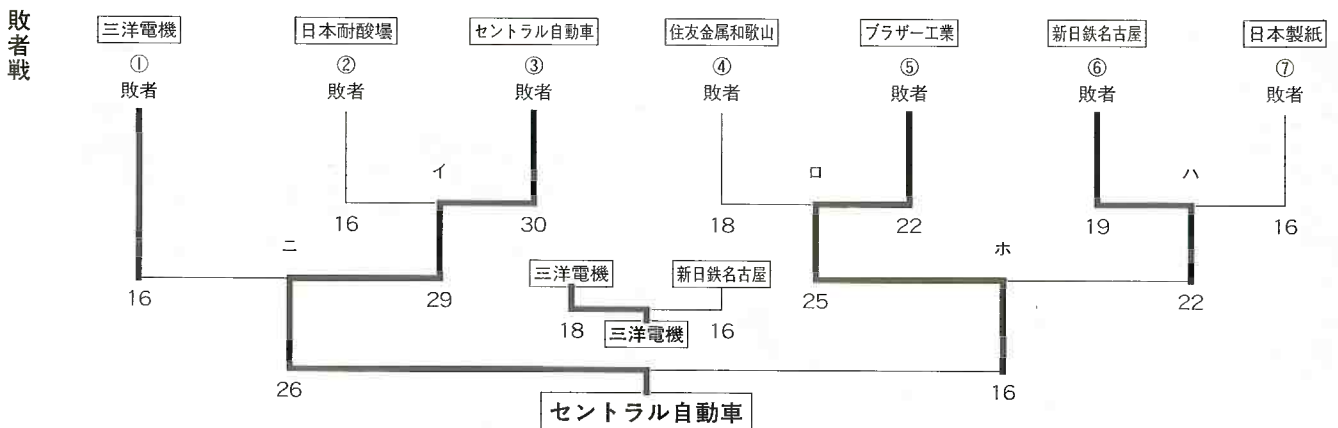 敗者戦
三洋電機 日本耐酸壜 セントラル自動車 住友金属和歌山 ブラザー工業 新日鉄名古屋 日本製紙
① ② ③ ④ ⑤ ⑥ ⑦
敗者 敗者 敗者 敗者 敗者 敗者 敗者
イ ロ ハ
16 30 18 22 19 16
ニ ホ
三洋電機 新日鉄名古屋
16 29 25 22
18 三洋電機 16
26 16
セントラル自動車